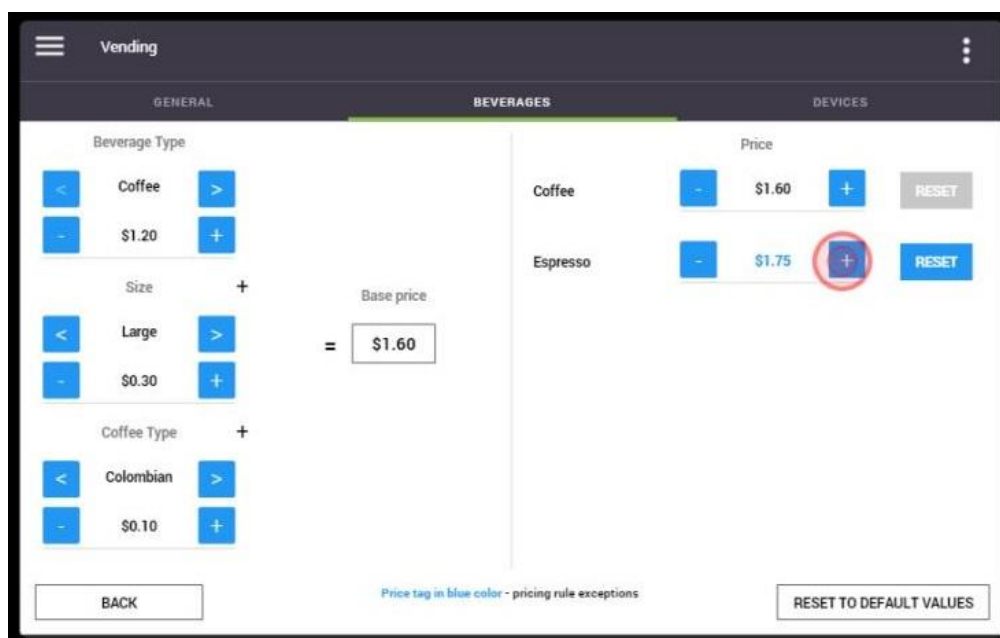 Vending
GENERAL
BEVERAGES
DEVICES
Beverage Type
< Coffee >
- $1.20 +
Size +
< Large >
- $0.30 +
Coffee Type +
< Colombian >
- $0.10 +
Base price
= $1.60
Price
Coffee - $1.60 + RESET
Espresso - $1.75 + RESET
BACK
Price tag in blue color - pricing rule exceptions
RESET TO DEFAULT VALUES